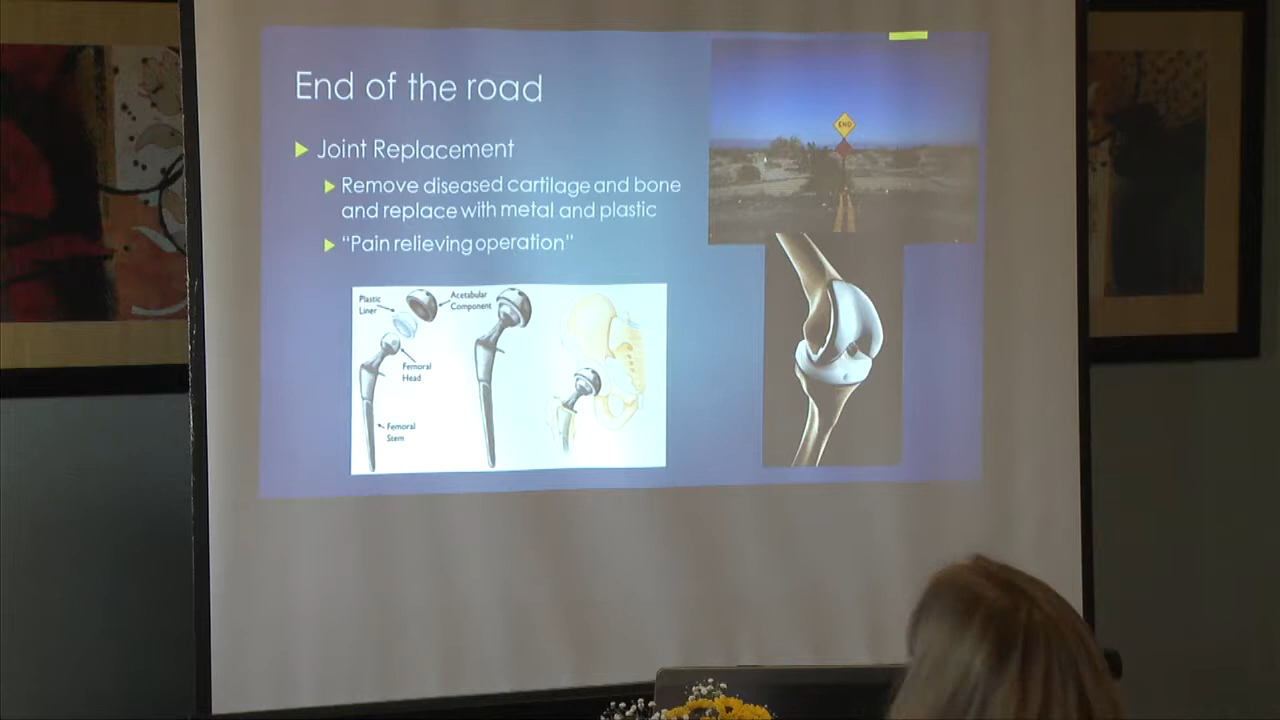 End of the road
END
Joint Replacement
Remove diseased cartilage and bone
and replace with metal and plastic
"Pain relieving operation"
Plastic
Liner
Acetabular
Component
Femoral
Head
Femoral
Stem